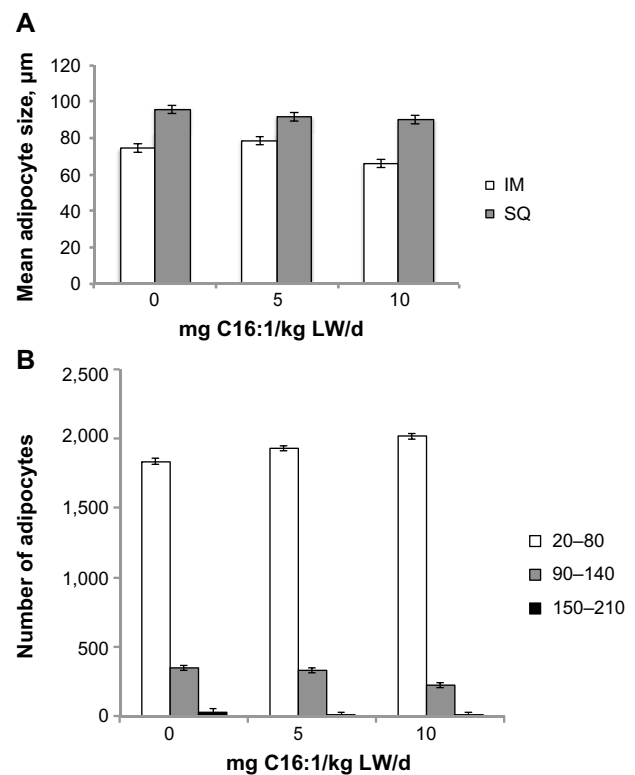 A
Mean adipocyte size, µm
120
100
80
60
40
20
0
0 5 10
mg C16:1/kg LW/d
IM
SQ
B
Number of adipocytes
2,500
2,000
1,500
1,000
500
0
0 5 10
mg C16:1/kg LW/d
20–80
90–140
150–210